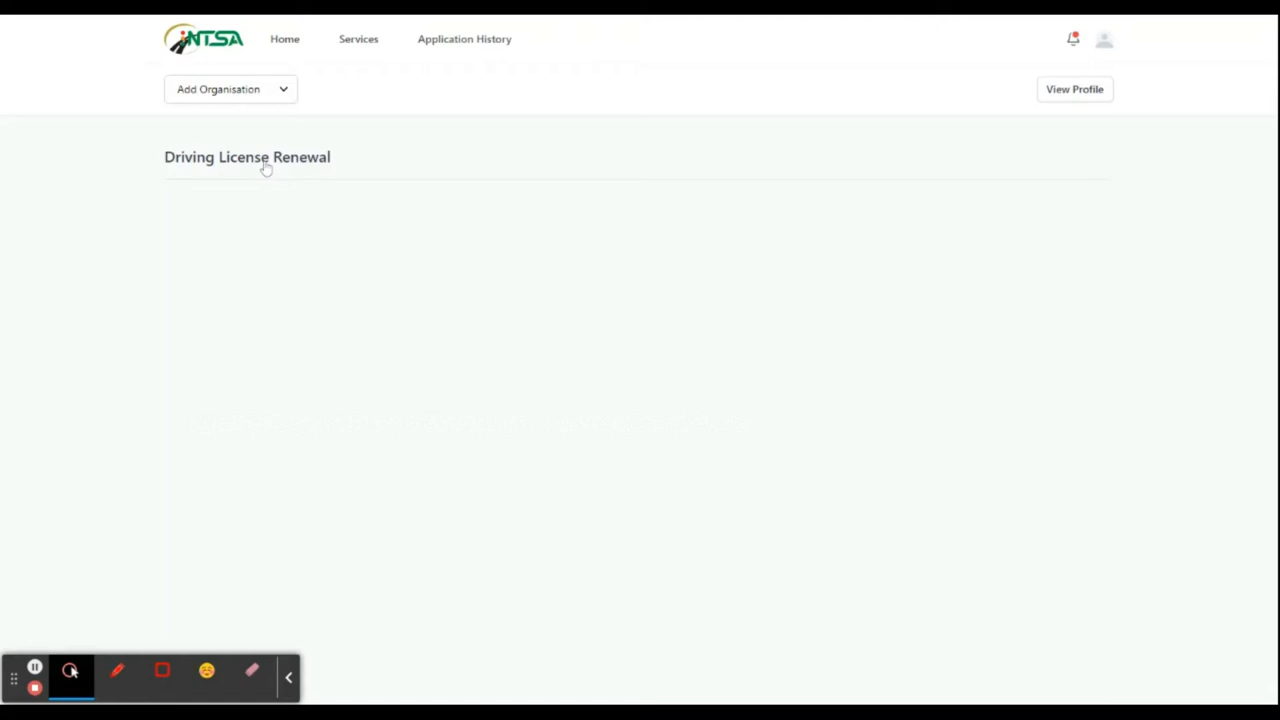 NTSA
Home
Services
Application History
Add Organisation
View Profile
Driving License Renewal